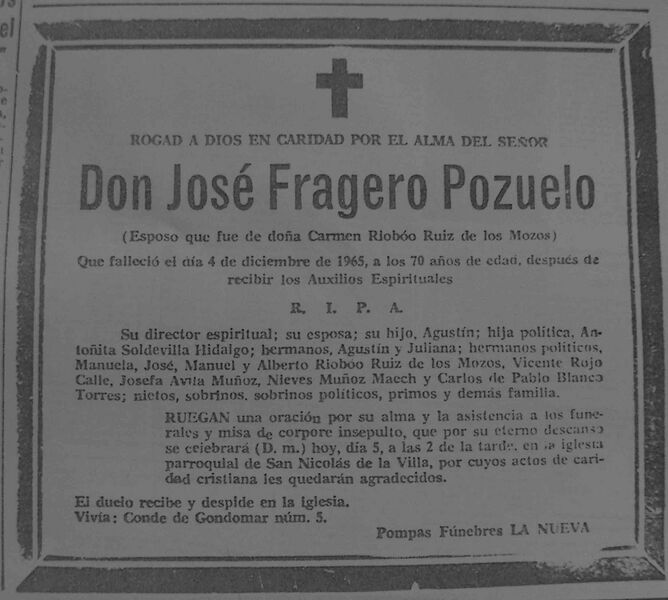 ROGAD A DIOS EN CARIDAD POR EL ALMA DEL SEÑOR
Don José Fragero Pozuelo
(Esposo que fue de doña Carmen Riobóo Ruiz de los Mozos)
Que falleció el día 4 de diciembre de 1965, a los 70 años de edad, después de
recibir los Auxilios Espirituales
R. I. P. A.
Su director espiritual; su esposa; su hijo, Agustín; hija política, An-
toñita Soldevilla Hidalgo; hermanos, Agustín y Juliana; hermanos políticos,
Manuela, José, Manuel y Alberto Riobóo Ruiz de los Mozos, Vicente Rojo
Calle, Josefa Avila Muñoz, Nieves Muñoz Maech y Carlos de Pablo Blanco
Torres; nietos, sobrinos, sobrinos políticos, primos y demás familia.
RUEGAN una oración por su alma y la asistencia a los fune-
rales y misa de corpore insepulto, que por su eterno descanso
se celebrará (D. m.) hoy, día 5, a las 2 de la tarde, en la iglesia
parroquial de San Nicolás de la Villa, por cuyos actos de cari-
dad cristiana les quedarán agradecidos.
El duelo recibe y despide en la iglesia.
Vivía: Conde de Gondomar núm. 5.
Pompas Fúnebres LA NUEVA